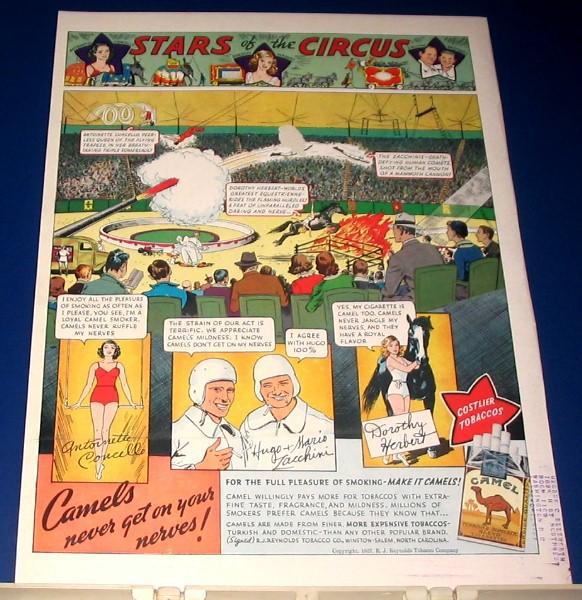 STARS of the CIRCUS
ANTOINETTE CONCELLO, PEER-
LESS QUEEN OF THE FLYING
TRAPEZE, IN HER BREATH-
TAKING TRIPLE SOMERSAULT
THE ZACCHINIS-DEATH-
DEFYING HUMAN COMETS
SHOT FROM THE MOUTH
OF A MAMMOTH CANNON!
DOROTHY HERBERT-WORLD'S
GREATEST EQUESTRIENNE-
RIDES THE FLAMING HURDLES!
A FEAT OF UNPARALLELED
DARING AND NERVE...
I ENJOY ALL THE PLEASURE
OF SMOKING AS OFTEN AS
I PLEASE. YOU SEE, I'M A
LOYAL CAMEL SMOKER.
CAMELS NEVER RUFFLE
MY NERVES
THE STRAIN OF OUR ACT IS
TERRIFIC. WE APPRECIATE
CAMEL'S MILDNESS. I KNOW
CAMELS DON'T GET ON MY NERVES
I AGREE
WITH HUGO
100%
YES, MY CIGARETTE IS
CAMEL TOO. CAMELS
NEVER JANGLE MY
NERVES, AND THEY
HAVE A ROYAL
FLAVOR
Antoinette
Concello
Hugo + Mario
Zacchini
Dorothy
Herbert
COSTLIER
TOBACCOS
CAMEL
Camels
never get on your
nerves!
FOR THE FULL PLEASURE OF SMOKING-MAKE IT CAMELS!
CAMEL WILLINGLY PAYS MORE FOR TOBACCOS WITH EXTRA-
FINE TASTE, FRAGRANCE, AND MILDNESS. MILLIONS OF
SMOKERS PREFER CAMELS BECAUSE THEY KNOW THAT...
CAMELS ARE MADE FROM FINER, MORE EXPENSIVE TOBACCOS-
TURKISH AND DOMESTIC-THAN ANY OTHER POPULAR BRAND.
(Signed) R.J. REYNOLDS TOBACCO CO., WINSTON-SALEM, NORTH CAROLINA.
Copyright, 1937, R. J. Reynolds Tobacco Company